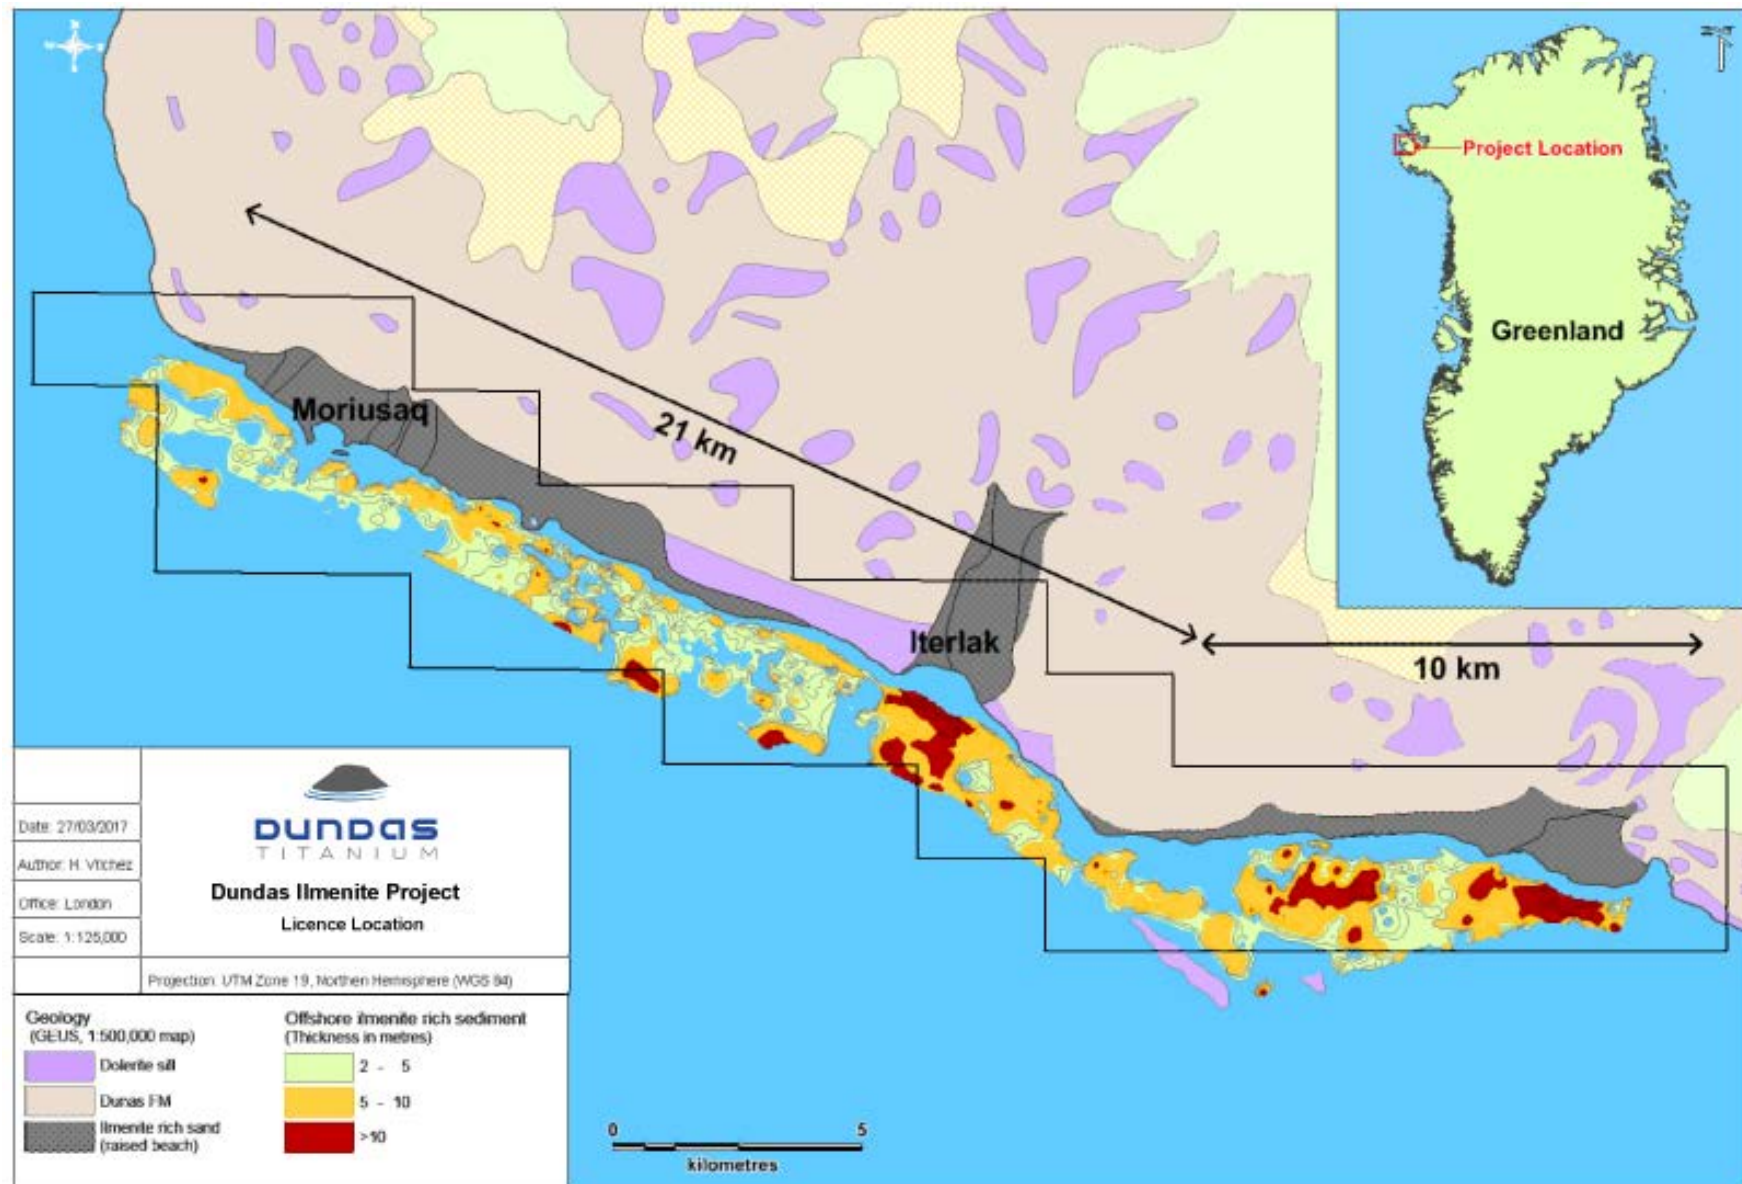 Project Location
Greenland
Moriusaq
21 km
Iterlak
10 km
DUNDAS
TITANIUM
Dundas Ilmenite Project
Licence Location
Date: 27/03/2017
Author: H. Vilchez
Office: London
Scale: 1:125,000
Projection: UTM Zone 19, Northen Hemisphere (WGS 84)
Geology
(GEUS, 1:500,000 map)
Dolerite sill
Dunas FM
Ilmenite rich sand
(raised beach)
Offshore ilmenite rich sediment
(Thickness in metres)
2 - 5
5 - 10
>10
0 5
kilometres